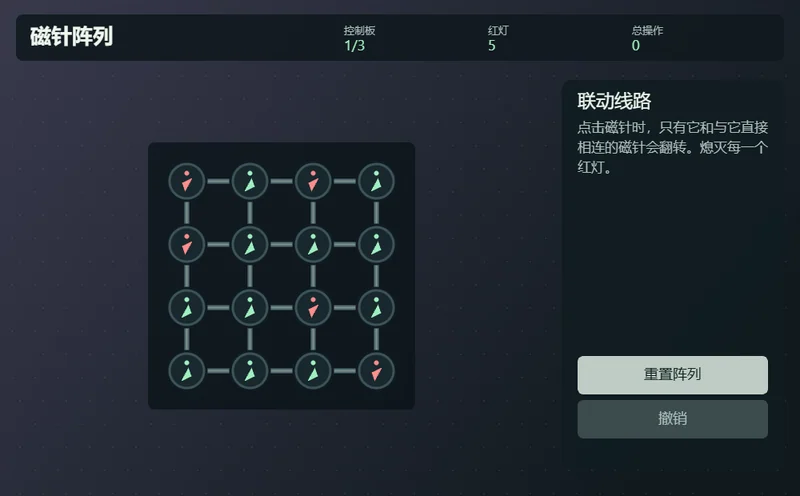 磁针阵列
控制板
1/3
红灯
5
总操作
0
联动线路
点击磁针时，只有它和与它直接
相连的磁针会翻转。熄灭每一个
红灯。
重置阵列
撤销